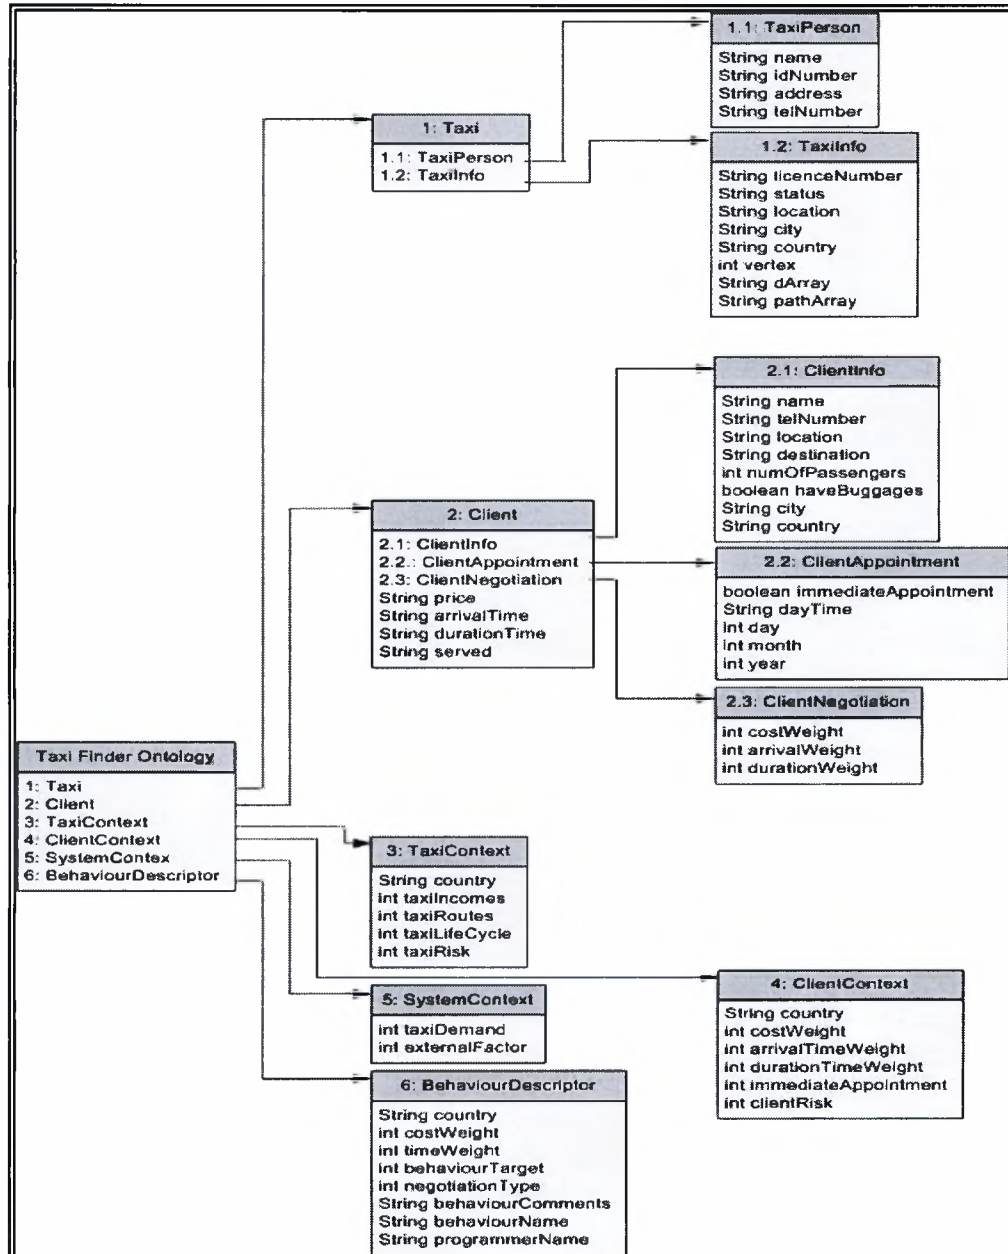 1.1: TaxiPerson
String name
String idNumber
String address
String telNumber
1: Taxi
1.1: TaxiPerson
1.2: TaxiInfo
1.2: TaxiInfo
String licenceNumber
String status
String location
String city
String country
int vertex
String dArray
String pathArray
2.1: ClientInfo
String name
String telNumber
String location
String destination
int numOfPassengers
boolean haveBuggages
String city
String country
2: Client
2.1: ClientInfo
2.2.: ClientAppointment
2.3: ClientNegotiation
String price
String arrivalTime
String durationTime
String served
2.2: ClientAppointment
boolean immediateAppointment
String dayTime
int day
int month
int year
2.3: ClientNegotiation
int costWeight
int arrivalWeight
int durationWeight
Taxi Finder Ontology
1: Taxi
2: Client
3: TaxiContext
4: ClientContext
5: SystemContex
6: BehaviourDescriptor
3: TaxiContext
String country
int taxiIncomes
int taxiRoutes
int taxiLifeCycle
int taxiRisk
4: ClientContext
String country
int costWeight
int arrivalTimeWeight
int durationTimeWeight
int immediateAppointment
int clientRisk
5: SystemContext
int taxiDemand
int externalFactor
6: BehaviourDescriptor
String country
int costWeight
int timeWeight
int behaviourTarget
int negotiationType
String behaviourComments
String behaviourName
String programmerName